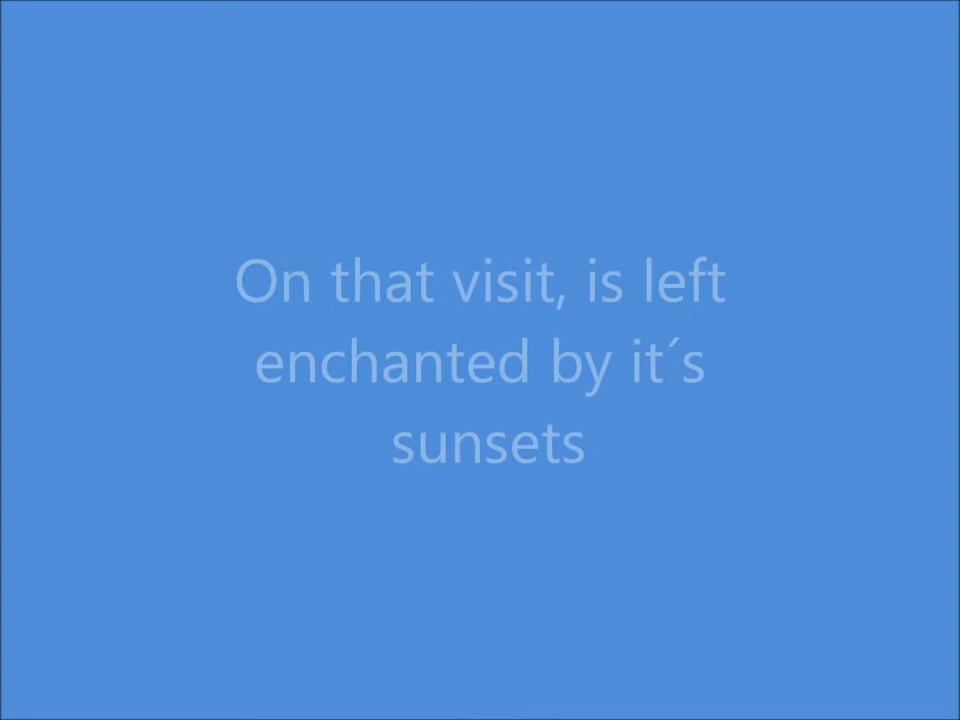 On that visit, is left
enchanted by it´s
sunsets